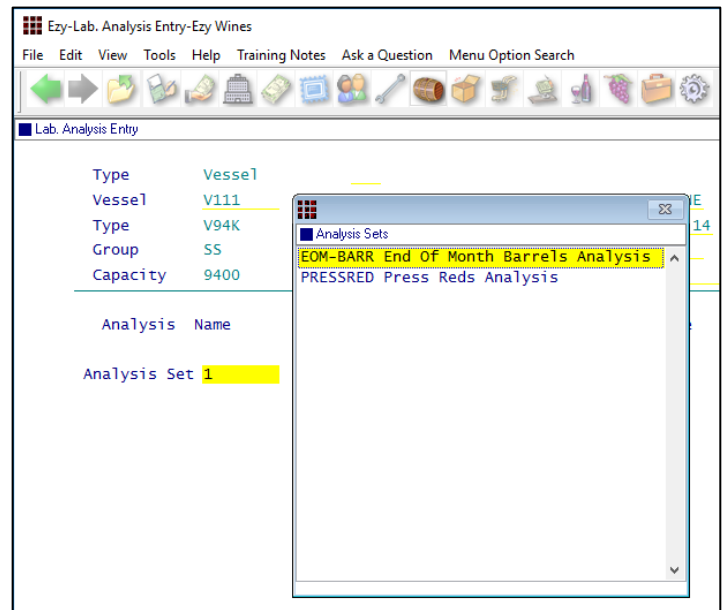 Ezy-Lab. Analysis Entry-Ezy Wines
File Edit View Tools Help Training Notes Ask a Question Menu Option Search
Lab. Analysis Entry
Type Vessel
Vessel V111
Type V94K 14
Group SS
Capacity 9400
Analysis Name
Analysis Set 1
Analysis Sets
EOM-BARR End Of Month Barrels Analysis
PRESSRED Press Reds Analysis